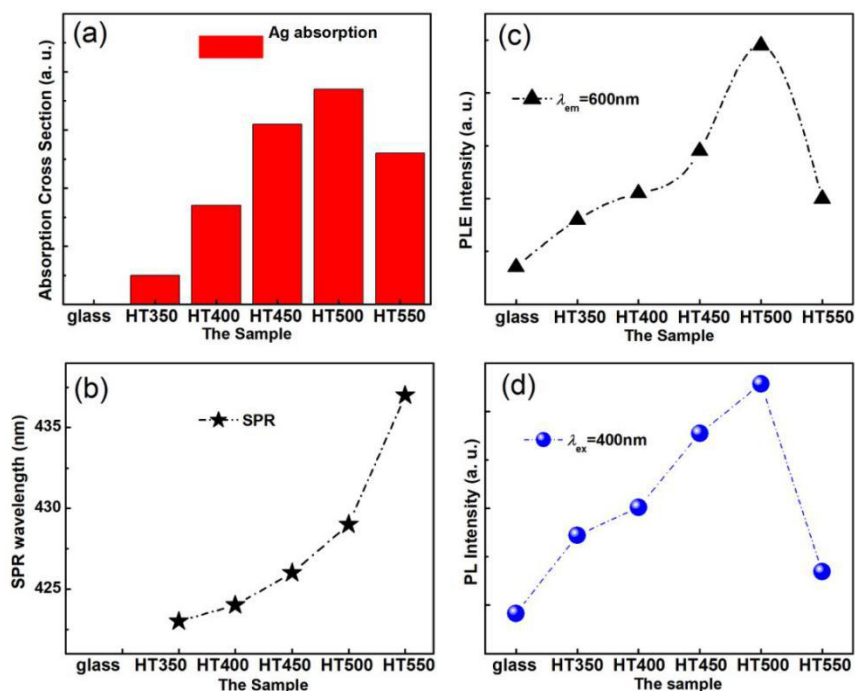 (a)
Ag absorption
Absorption Cross Section (a. u.)
glass HT350 HT400 HT450 HT500 HT550
The Sample
(c)
λem=600nm
PLE Intensity (a. u.)
glass HT350 HT400 HT450 HT500 HT550
The Sample
(b)
SPR
SPR wavelength (nm)
435
430
425
glass HT350 HT400 HT450 HT500 HT550
The Sample
(d)
λex=400nm
PL Intensity (a. u.)
glass HT350 HT400 HT450 HT500 HT550
The sample